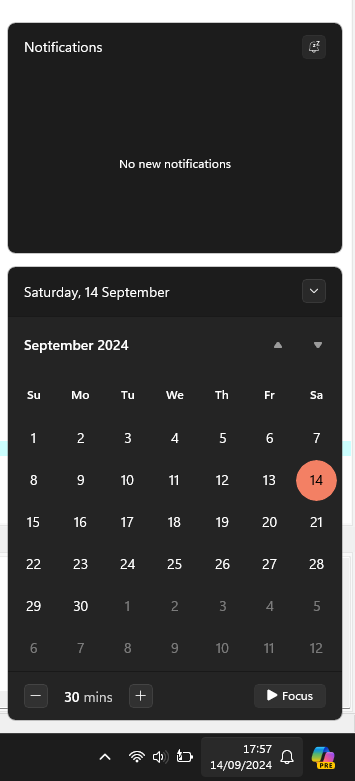 Notifications
No new notifications
Saturday, 14 September
September 2024
Su Mo Tu We Th Fr Sa
1 2 3 4 5 6 7
8 9 10 11 12 13 14
15 16 17 18 19 20 21
22 23 24 25 26 27 28
29 30 1 2 3 4 5
6 7 8 9 10 11 12
30 mins Focus
17:57
14/09/2024
PRE